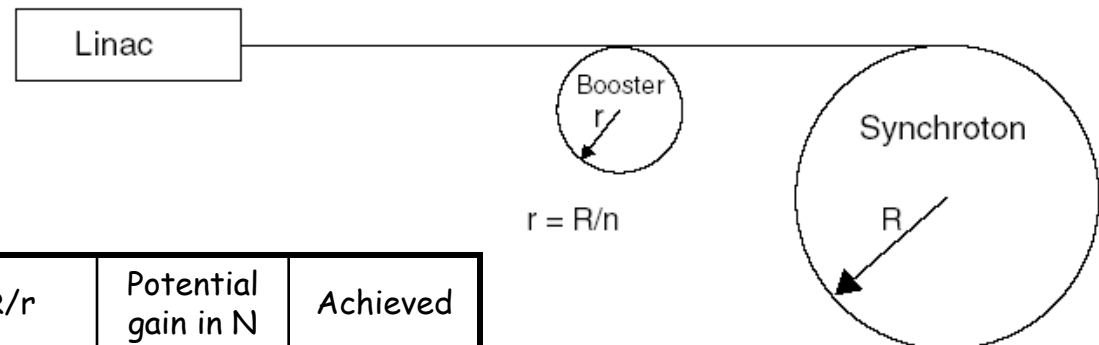 Linac
Booster
r
Synchroton
r = R/n
R
/r
Potential
gain in N
Achieved